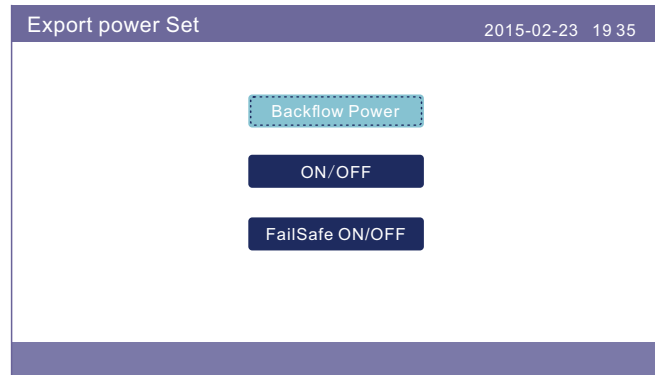 Export power Set
2015-02-23 19 35
Backflow Power
ON/OFF
FailSafe ON/OFF